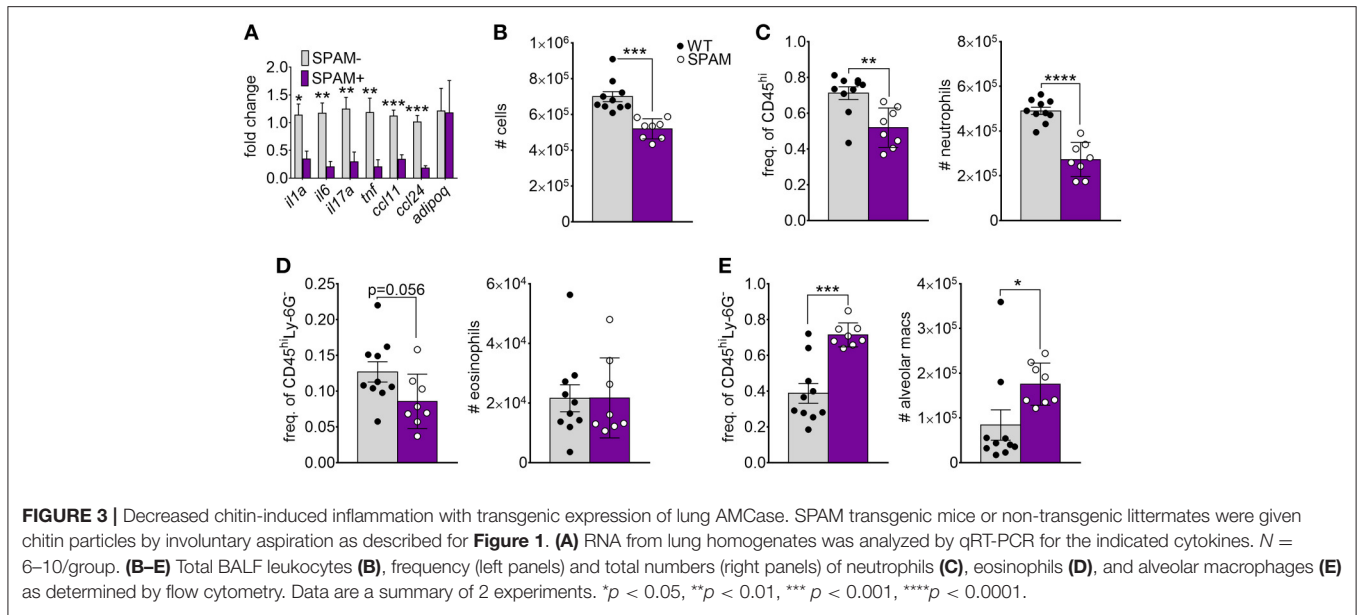 A
SPAM-
SPAM+
fold change
2.0
1.5
1.0
0.5
0.0
* ** ** ** *** ***
il1a il6 il17a tnf ccl11 ccl24 adipoq
B
# cells
1×10⁶
8×10⁵
6×10⁵
4×10⁵
2×10⁵
0
***
WT
SPAM
C
freq. of CD45ʰⁱ
1.0
0.8
0.6
0.4
0.2
0.0
**
# neutrophils
8×10⁵
6×10⁵
4×10⁵
2×10⁵
0
****
D
freq. of CD45ʰⁱLy-6G⁻
0.25
0.20
0.15
0.10
0.05
0.00
p=0.056
# eosinophils
6×10⁴
4×10⁴
2×10⁴
0
E
freq. of CD45ʰⁱLy-6G⁻
1.0
0.8
0.6
0.4
0.2
0.0
***
# alveolar macs
4×10⁵
3×10⁵
2×10⁵
1×10⁵
0
*
FIGURE 3 | Decreased chitin-induced inflammation with transgenic expression of lung AMCase. SPAM transgenic mice or non-transgenic littermates were given
chitin particles by involuntary aspiration as described for Figure 1. (A) RNA from lung homogenates was analyzed by qRT-PCR for the indicated cytokines. N =
6–10/group. (B–E) Total BALF leukocytes (B), frequency (left panels) and total numbers (right panels) of neutrophils (C), eosinophils (D), and alveolar macrophages (E)
as determined by flow cytometry. Data are a summary of 2 experiments. *p < 0.05, **p < 0.01, *** p < 0.001, ****p < 0.0001.